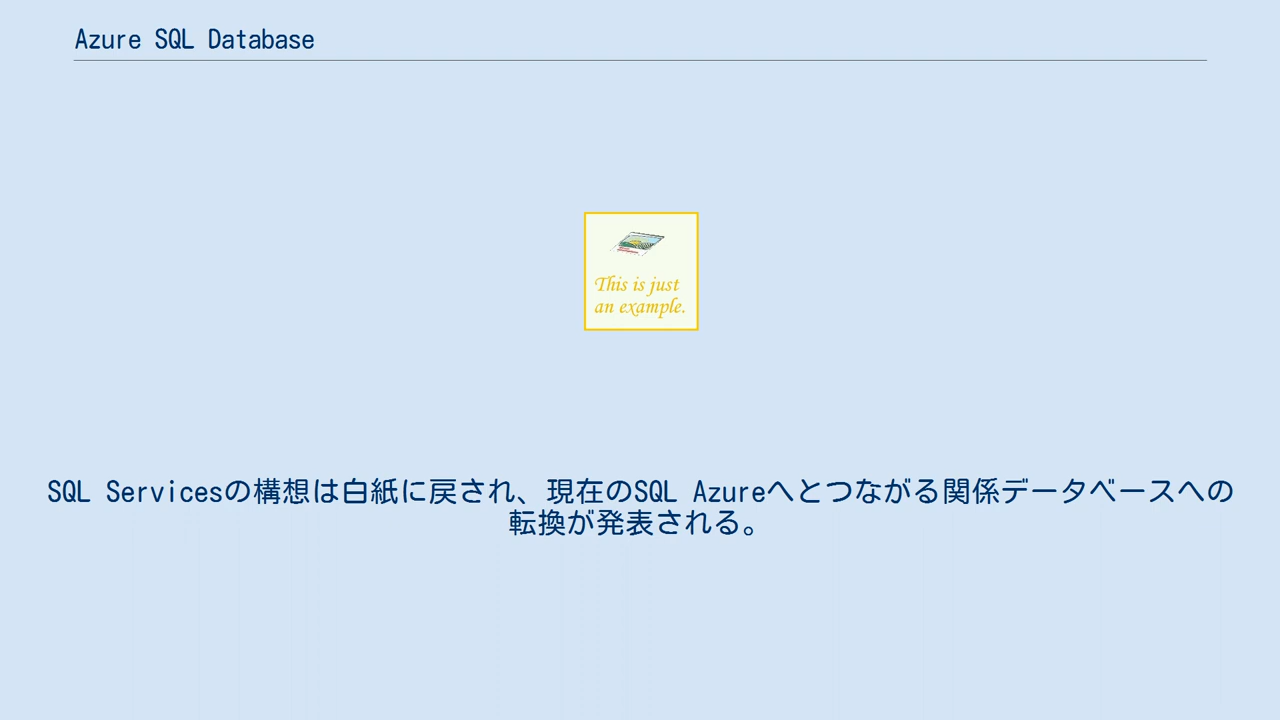 Azure SQL Database
This is just
an example.
SQL Servicesの構想は白紙に戻され、現在のSQL Azureへとつながる関係データベースへの
転換が発表される。